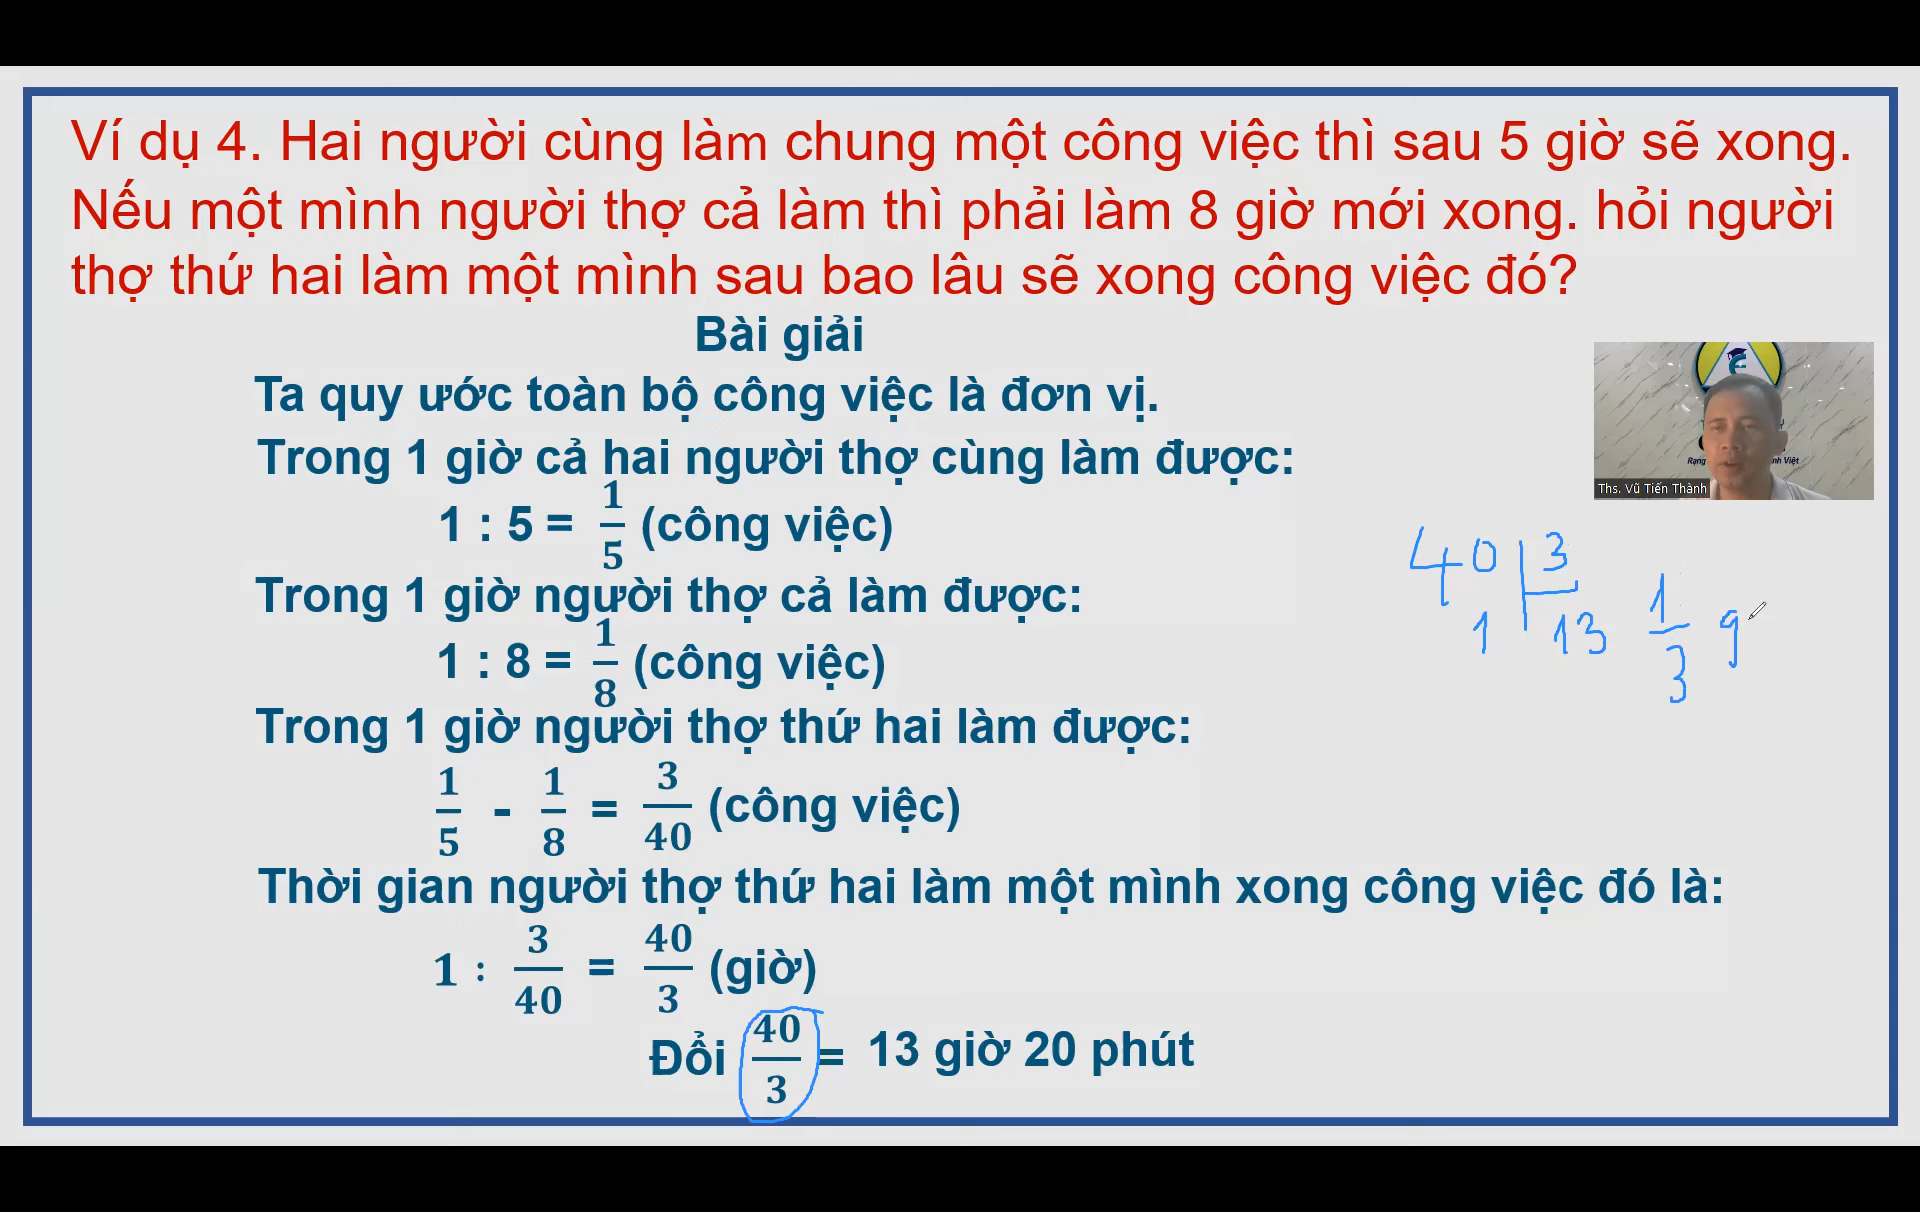 Ví dụ 4. Hai người cùng làm chung một công việc thì sau 5 giờ sẽ xong.
Nếu một mình người thợ cả làm thì phải làm 8 giờ mới xong. hỏi người
thợ thứ hai làm một mình sau bao lâu sẽ xong công việc đó?
Bài giải
Ta quy ước toàn bộ công việc là đơn vị.
Trong 1 giờ cả hai người thợ cùng làm được:
1 : 5 = 1/5 (công việc)
Trong 1 giờ người thợ cả làm được:
1 : 8 = 1/8 (công việc)
Trong 1 giờ người thợ thứ hai làm được:
1/5 - 1/8 = 3/40 (công việc)
Thời gian người thợ thứ hai làm một mình xong công việc đó là:
1 : 3/40 = 40/3 (giờ)
Đổi 40/3 = 13 giờ 20 phút
Rạng
nh Việt
Ths. Vũ Tiến Thành
40 3
1 13 1/3 g